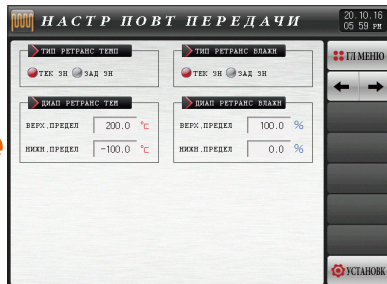 НАСТР ПОВТ ПЕРЕДАЧИ
20.10.16
05 59 PM
ТИП РЕТРАНС ТЕМП
ТЕК ЗН ЗАД ЗН
ТИП РЕТРАНС ВЛАЖН
ТЕК ЗН ЗАД ЗН
ДИАП РЕТРАНС ТЕМ
ВЕРХ.ПРЕДЕЛ 200.0 °C
НИЖН.ПРЕДЕЛ -100.0 °C
ДИАП РЕТРАНС ВЛАЖН
ВЕРХ.ПРЕДЕЛ 100.0 %
НИЖН.ПРЕДЕЛ 0.0 %
ГЛ МЕНЮ
УСТАНОВК